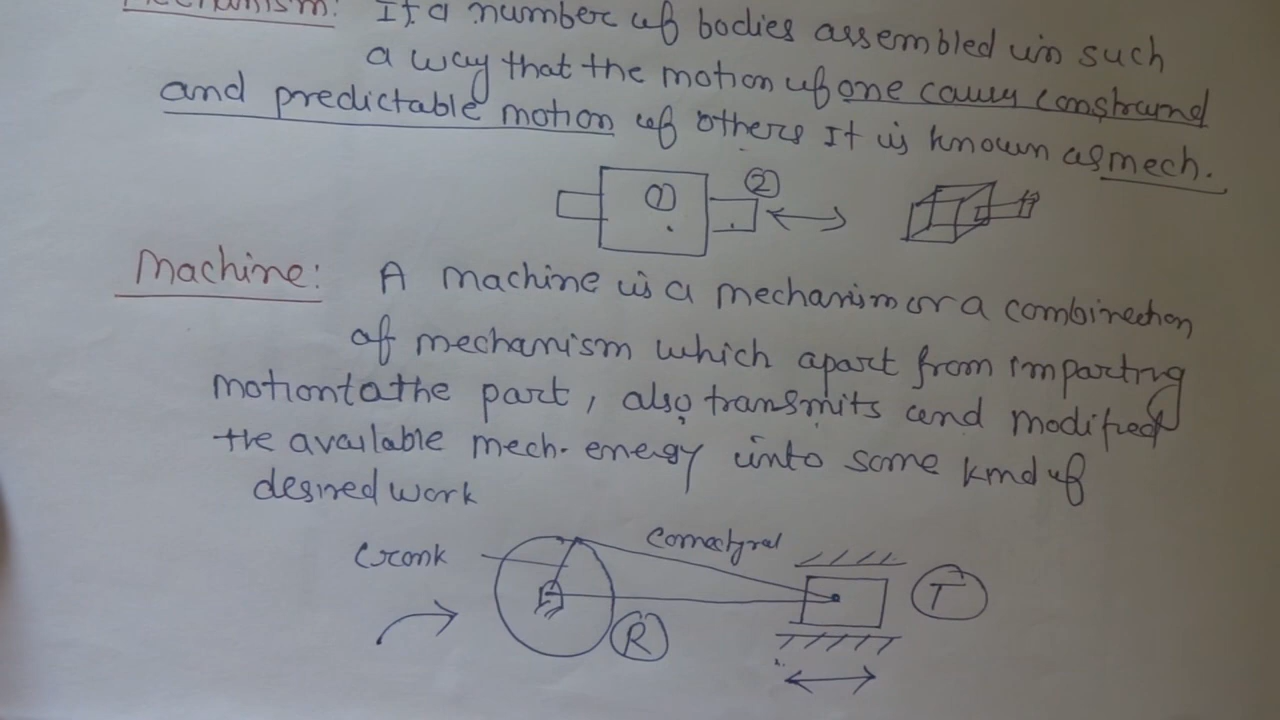 Mechanism: If a number of bodies assembled in such
a way that the motion of one causes constraind
and predictable motion of others It is known as mech.
① ②
Machine: A machine is a mechanism or a combination
of mechanism which apart from imparting
motion to the part, also transmits and modified
the available mech. energy into some kind of
desired work
Crank Connecting rod
T
R